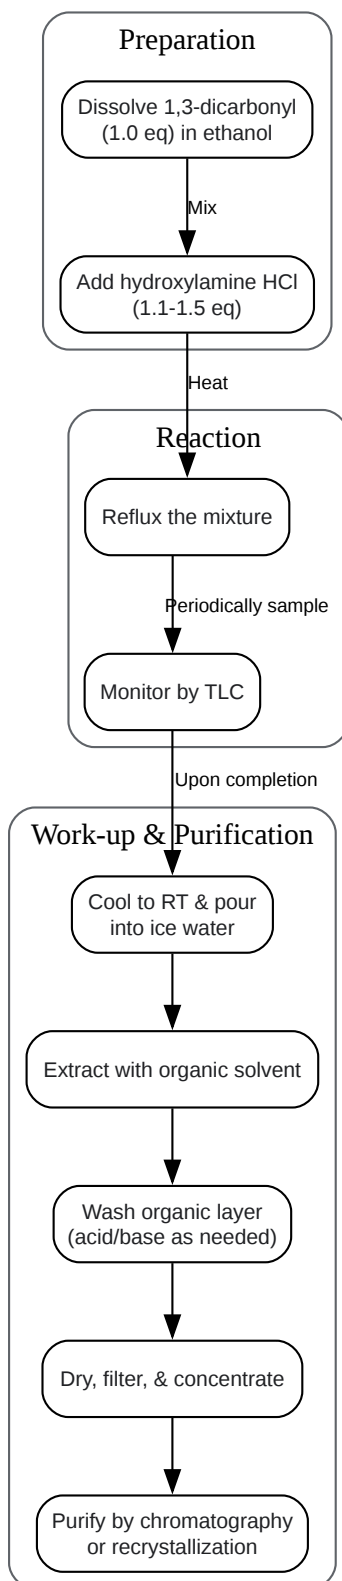 Preparation
Dissolve 1,3-dicarbonyl
(1.0 eq) in ethanol
Mix
Add hydroxylamine HCl
(1.1-1.5 eq)
Heat
Reaction
Reflux the mixture
Periodically sample
Monitor by TLC
Upon completion
Work-up & Purification
Cool to RT & pour
into ice water
Extract with organic solvent
Wash organic layer
(acid/base as needed)
Dry, filter, & concentrate
Purify by chromatography
or recrystallization